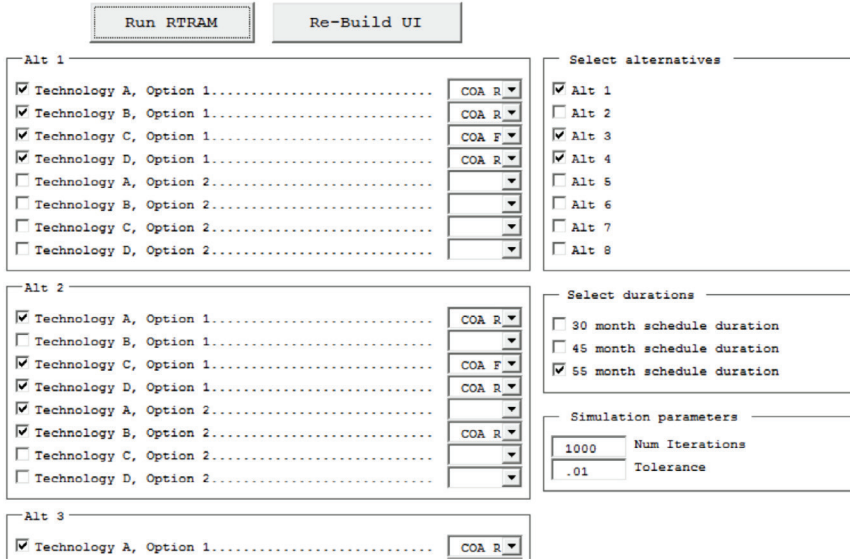 Run RTRAM Re-Build UI
Alt 1
Technology A, Option 1............................ COA R
Technology B, Option 1............................ COA R
Technology C, Option 1............................ COA F
Technology D, Option 1............................ COA R
Technology A, Option 2............................
Technology B, Option 2............................
Technology C, Option 2............................
Technology D, Option 2............................
Alt 2
Technology A, Option 1............................ COA R
Technology B, Option 1............................
Technology C, Option 1............................ COA F
Technology D, Option 1............................ COA R
Technology A, Option 2............................
Technology B, Option 2............................ COA R
Technology C, Option 2............................
Technology D, Option 2............................
Alt 3
Technology A, Option 1............................ COA R
Select alternatives
Alt 1
Alt 2
Alt 3
Alt 4
Alt 5
Alt 6
Alt 7
Alt 8
Select durations
30 month schedule duration
45 month schedule duration
55 month schedule duration
Simulation parameters
1000 Num Iterations
.01 Tolerance